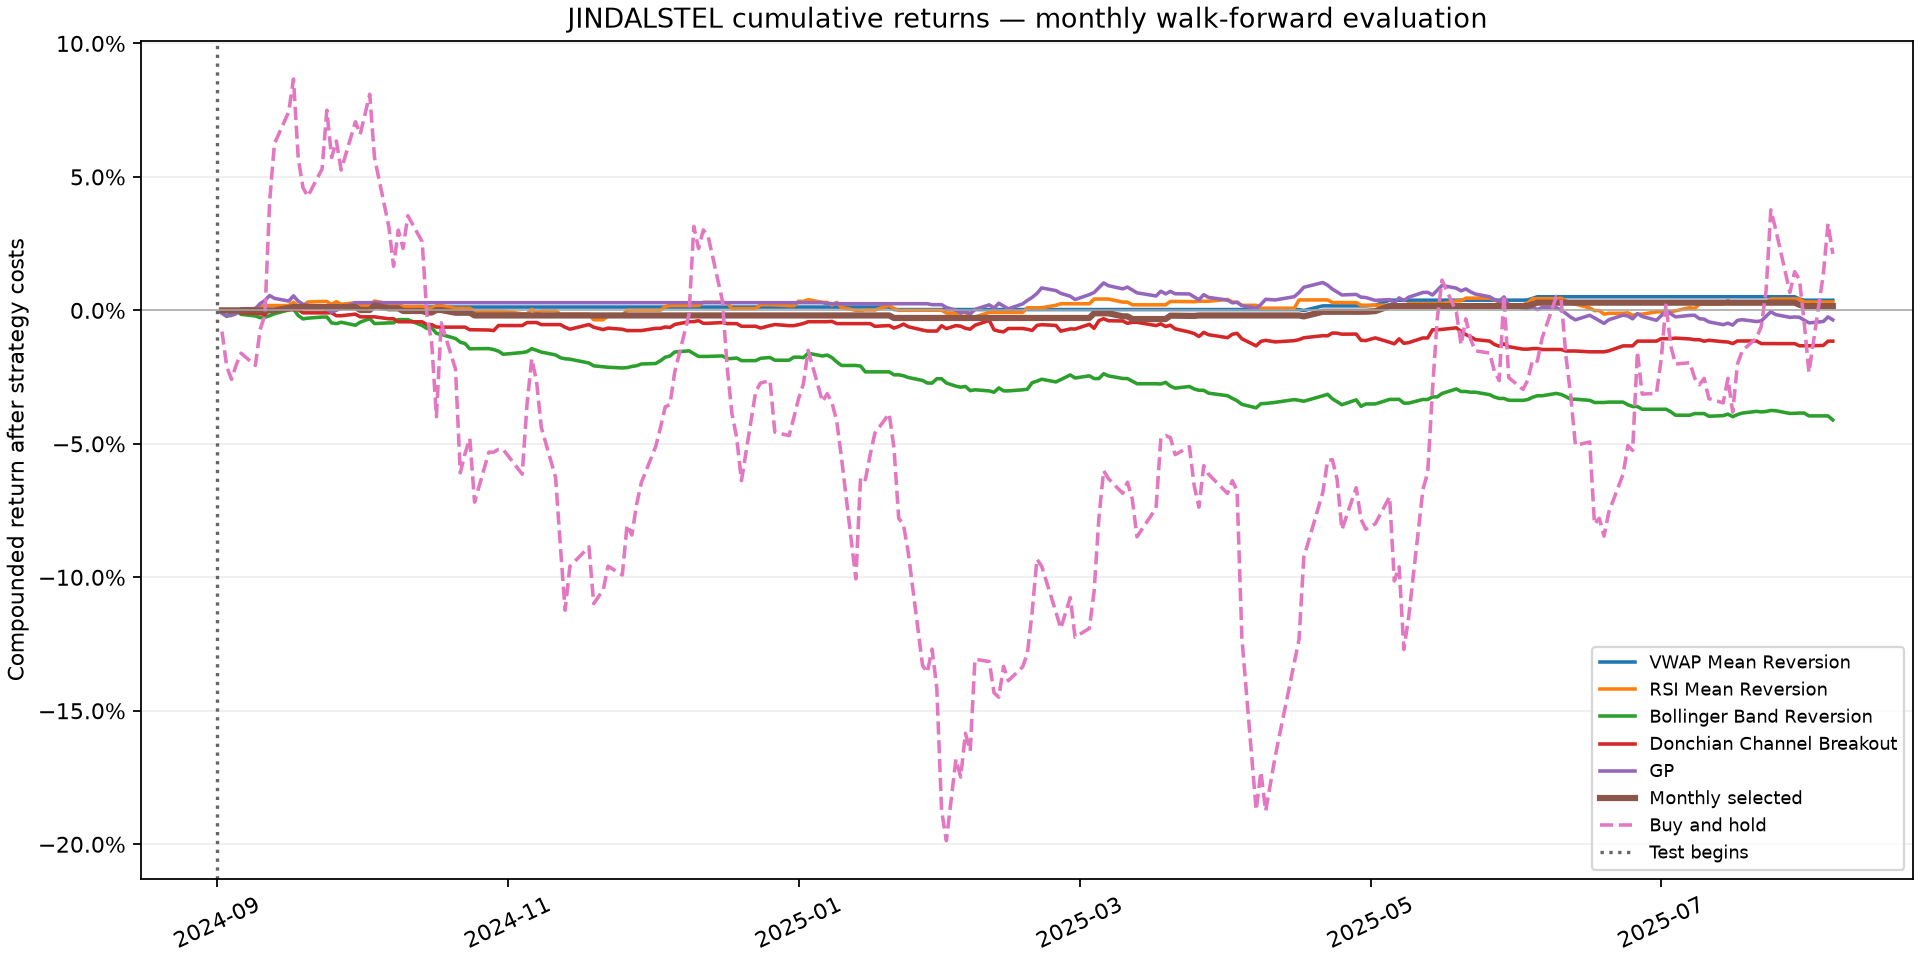 JINDALSTEL cumulative returns — monthly walk-forward evaluation
Compounded return after strategy costs
10.0%
5.0%
0.0%
−5.0%
−10.0%
−15.0%
−20.0%
2024-09
2024-11
2025-01
2025-03
2025-05
2025-07
VWAP Mean Reversion
RSI Mean Reversion
Bollinger Band Reversion
Donchian Channel Breakout
GP
Monthly selected
Buy and hold
Test begins